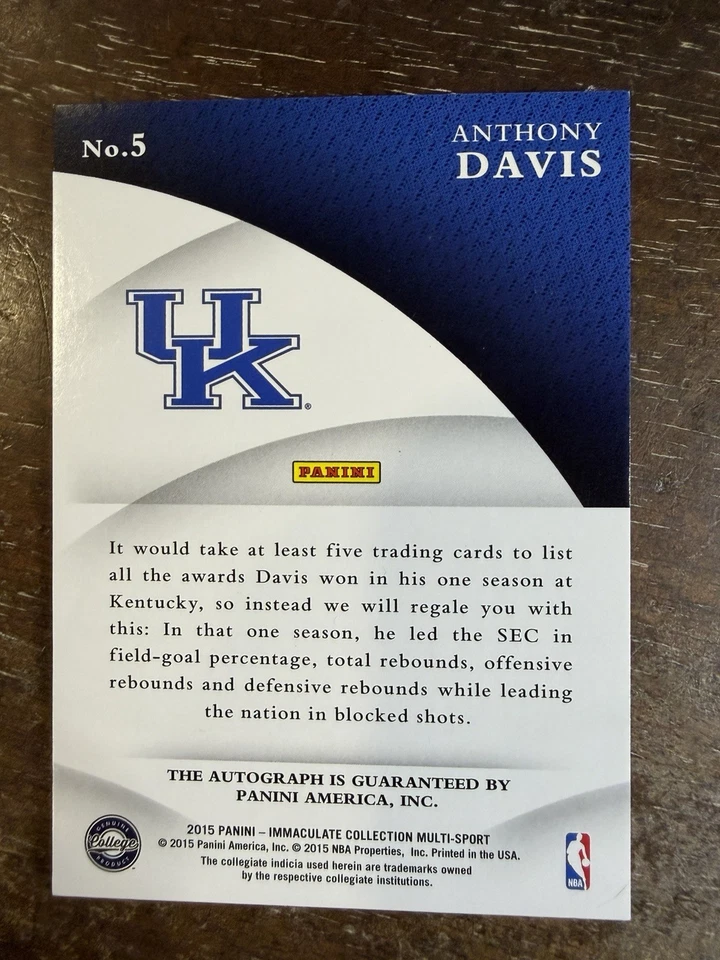 No.5
ANTHONY
DAVIS
UK
PANINI
It would take at least five trading cards to list
all the awards Davis won in his one season at
Kentucky, so instead we will regale you with
this: In that one season, he led the SEC in
field-goal percentage, total rebounds, offensive
rebounds and defensive rebounds while leading
the nation in blocked shots.
THE AUTOGRAPH IS GUARANTEED BY
PANINI AMERICA, INC.
GENUINE
College
PRODUCT
2015 PANINI – IMMACULATE COLLECTION MULTI-SPORT
© 2015 Panini America, Inc. © 2015 NBA Properties, Inc. Printed in the USA.
The collegiate indicia used herein are trademarks owned
by the respective collegiate institutions.
NBA